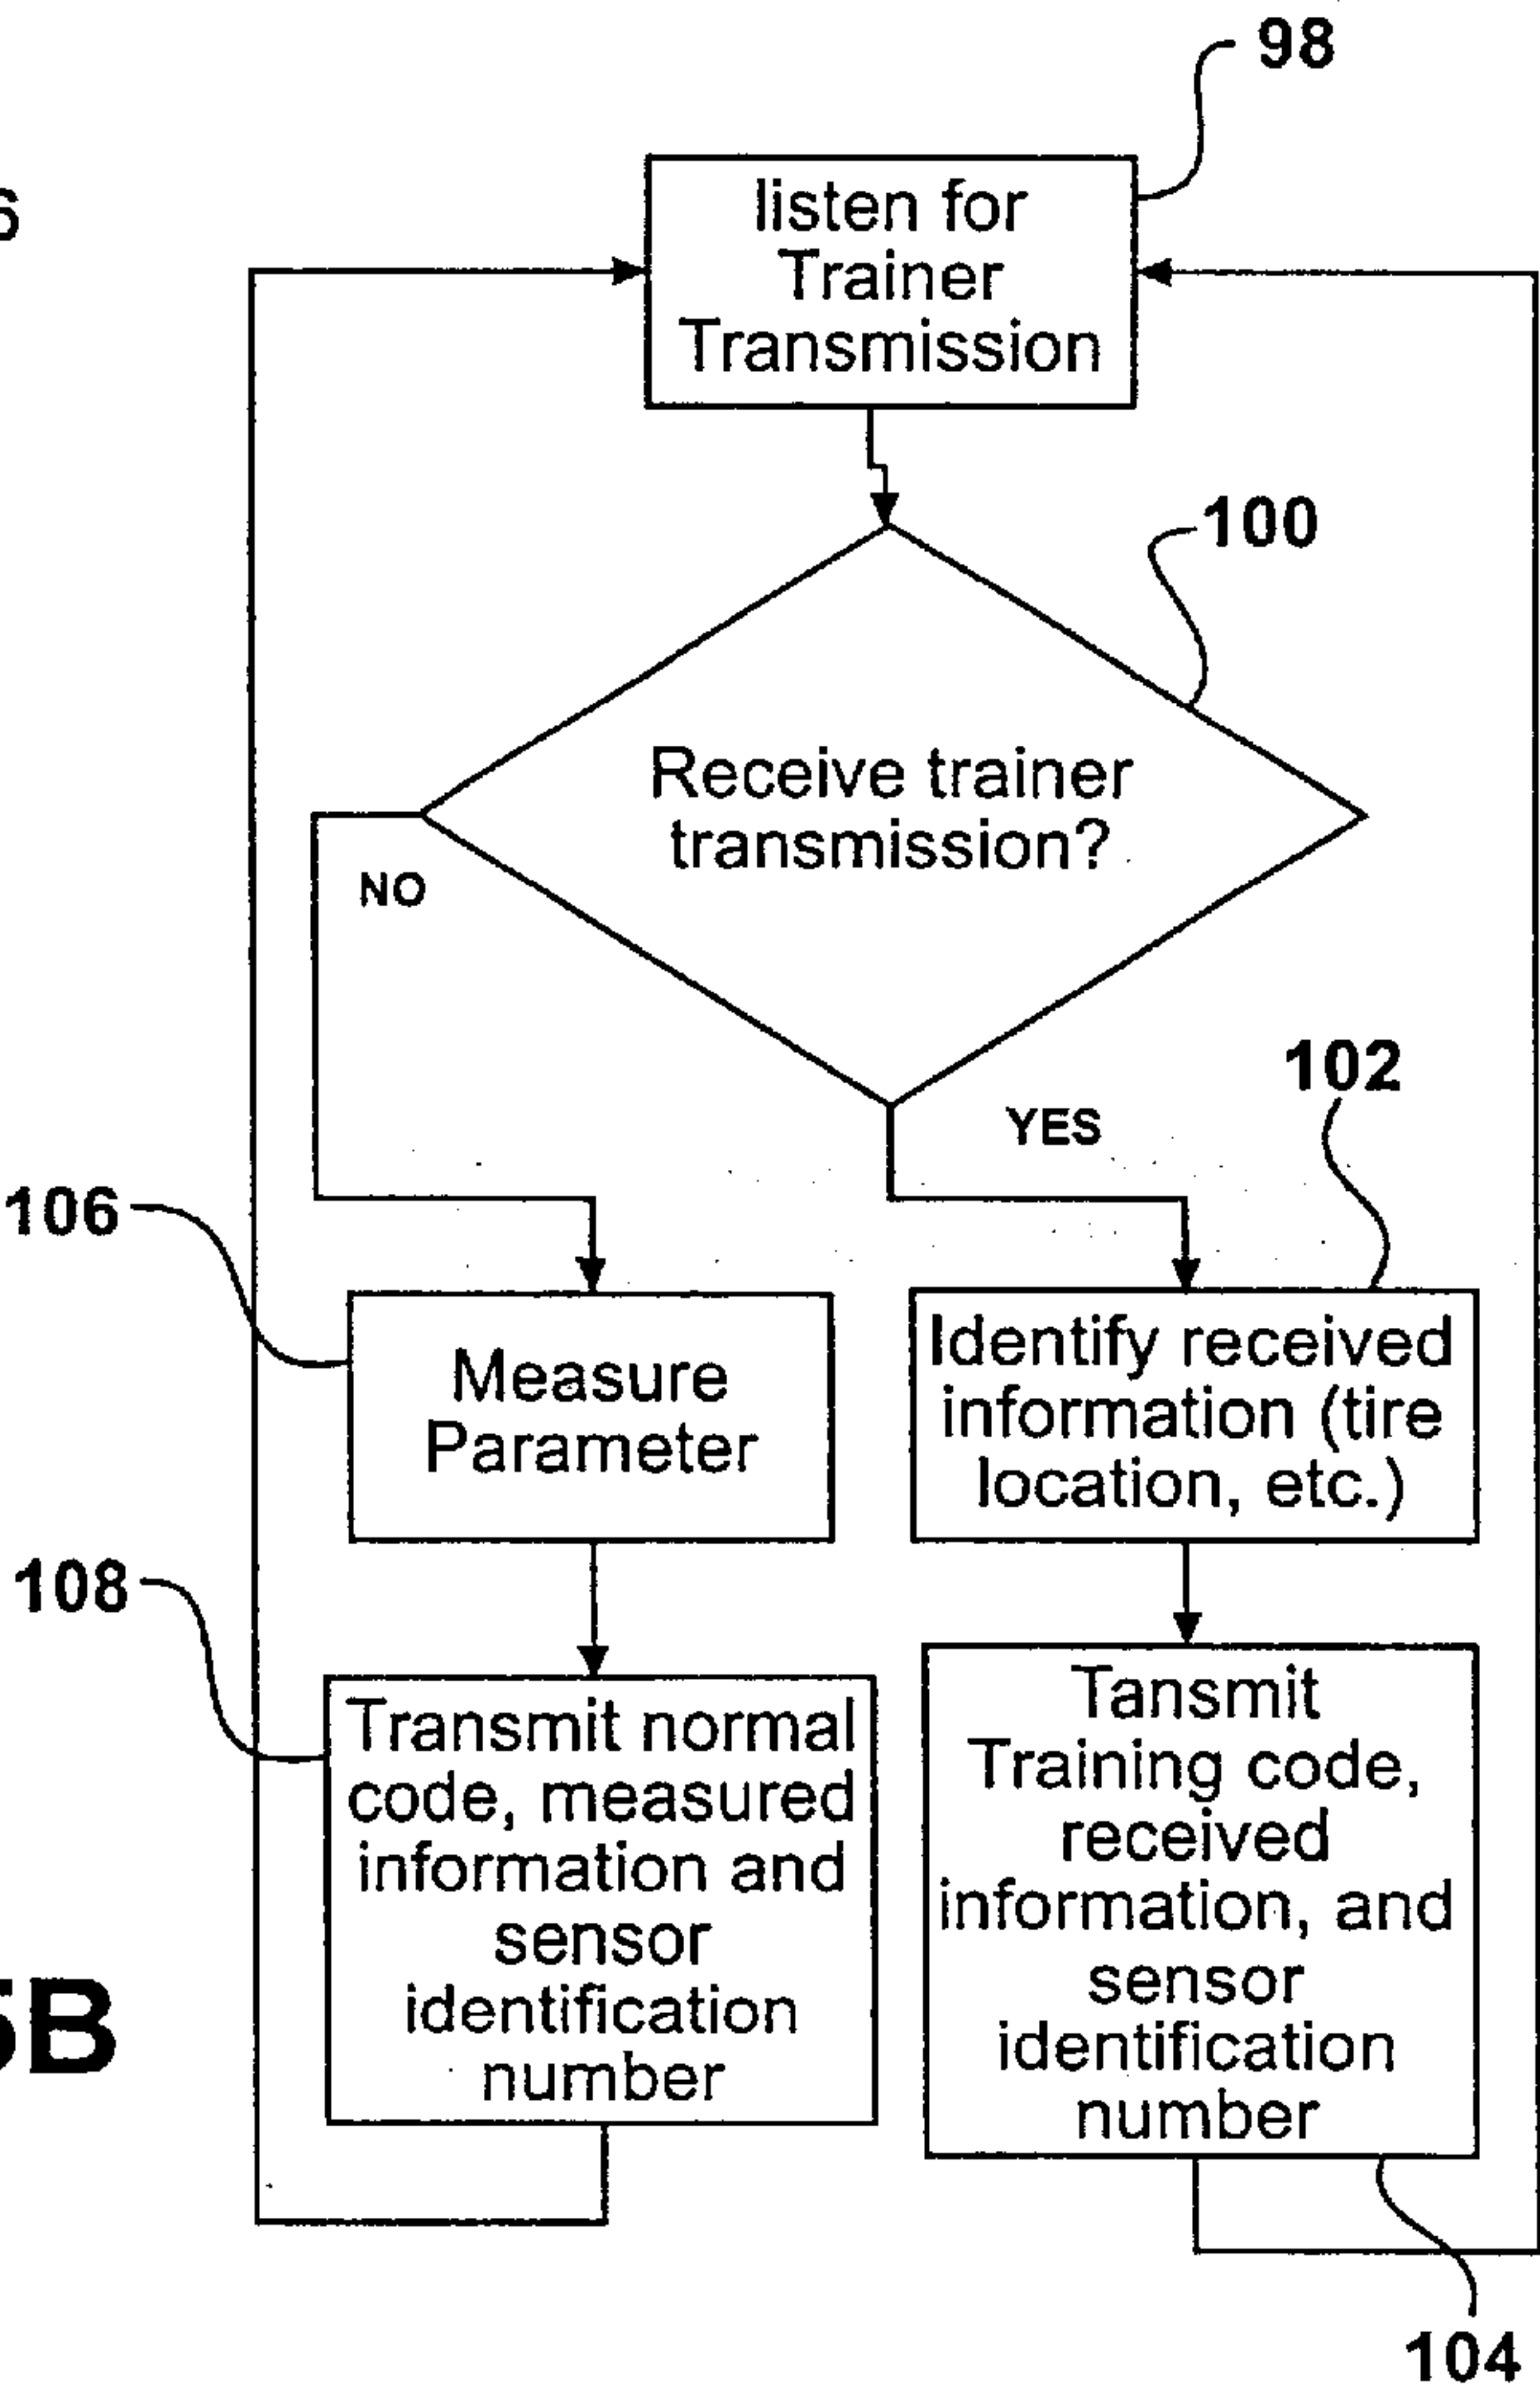 98
6
listen for
Trainer
Transmission
100
Receive trainer
transmission?
NO
YES
102
106
Measure
Parameter
Identify received
information (tire
location, etc.)
108
Transmit normal
code, measured
information and
sensor
identification
number
Tansmit
Training code,
received
information, and
sensor
identification
number
5B
104